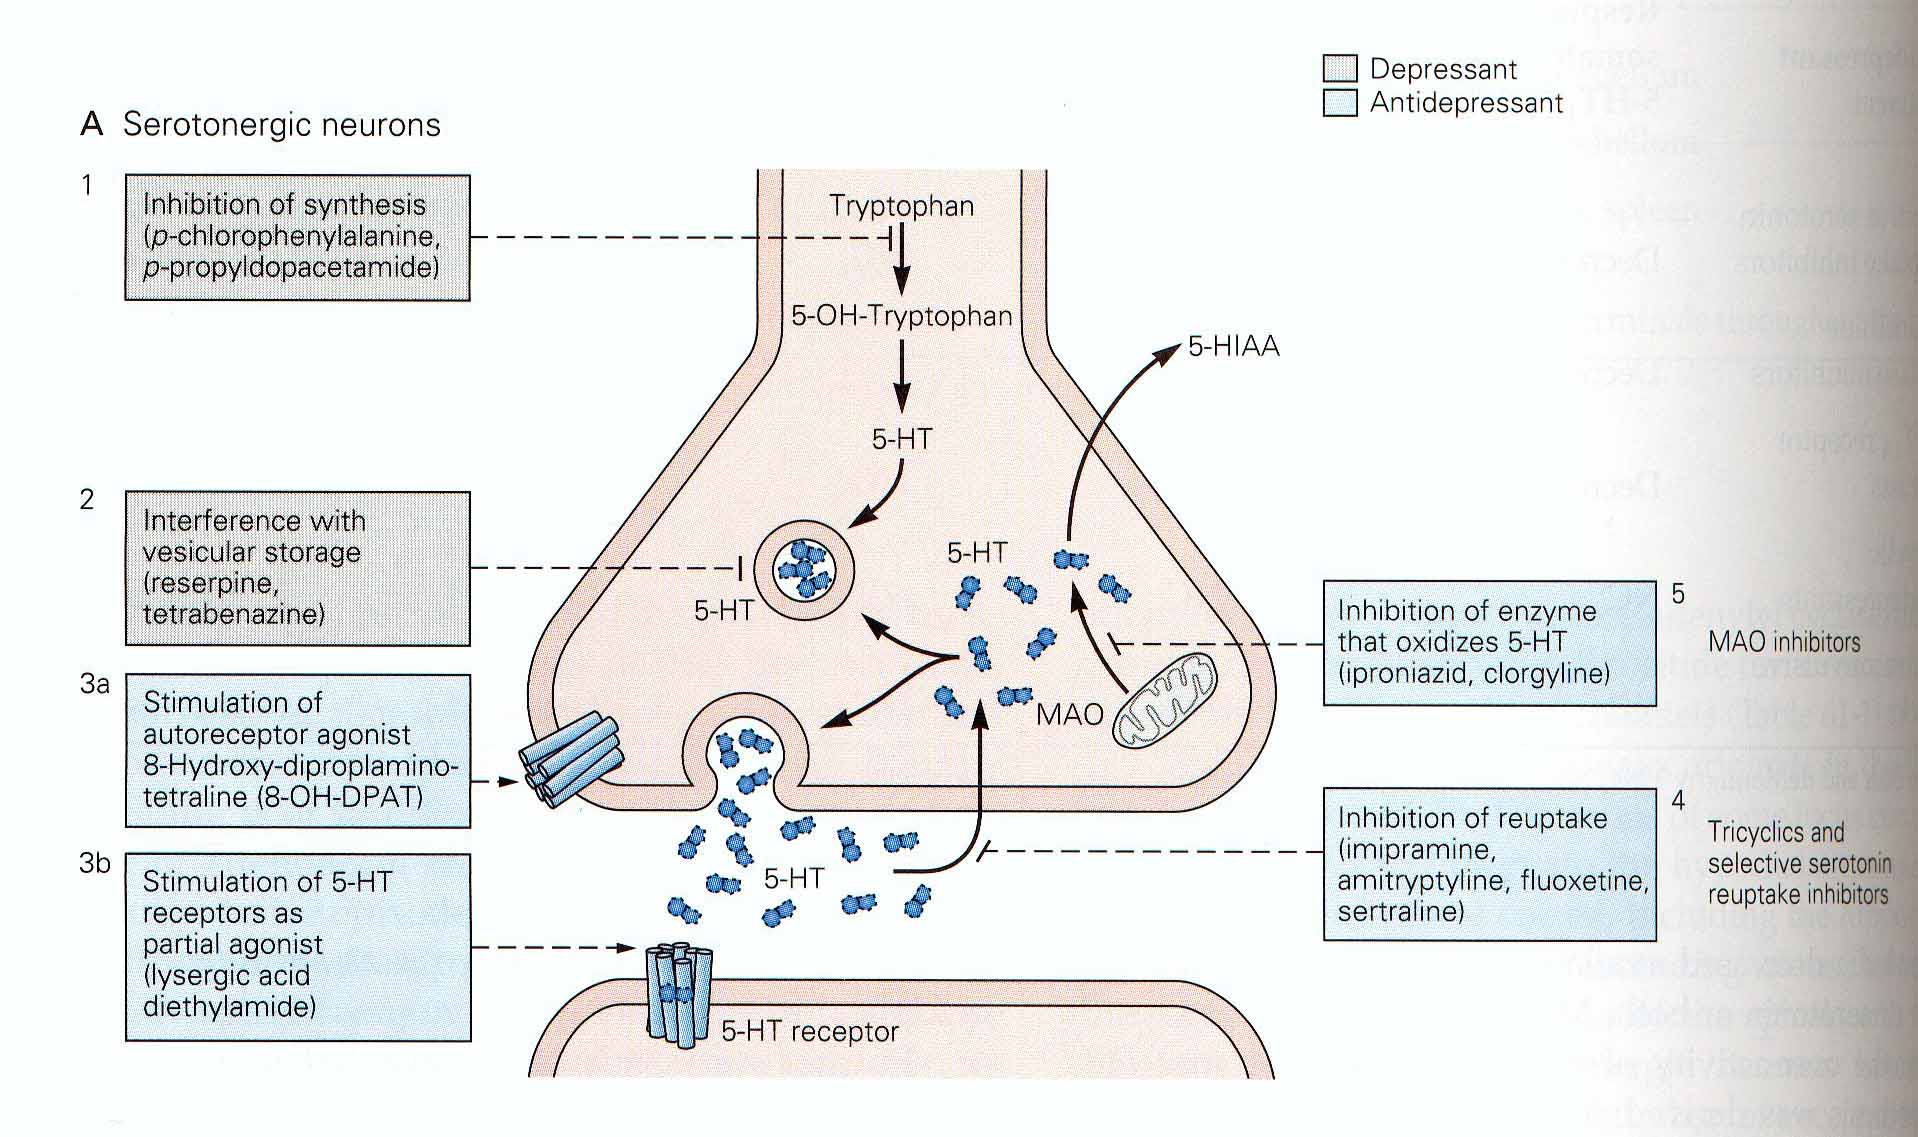 Depressant
Antidepressant
A Serotonergic neurons
1
Inhibition of synthesis
(p-chlorophenylalanine,
p-propyldopacetamide)
Tryptophan
5-OH-Tryptophan
5-HIAA
5-HT
2
Interference with
vesicular storage
(reserpine,
tetrabenazine)
5-HT
5-HT
5
Inhibition of enzyme
that oxidizes 5-HT
(iproniazid, clorgyline)
MAO inhibitors
3a
Stimulation of
autoreceptor agonist
8-Hydroxy-diproplamino-
tetraline (8-OH-DPAT)
MAO
4
Inhibition of reuptake
(imipramine,
amitryptyline, fluoxetine,
sertraline)
Tricyclics and
selective serotonin
reuptake inhibitors
3b
Stimulation of 5-HT
receptors as
partial agonist
(lysergic acid
diethylamide)
5-HT
5-HT receptor